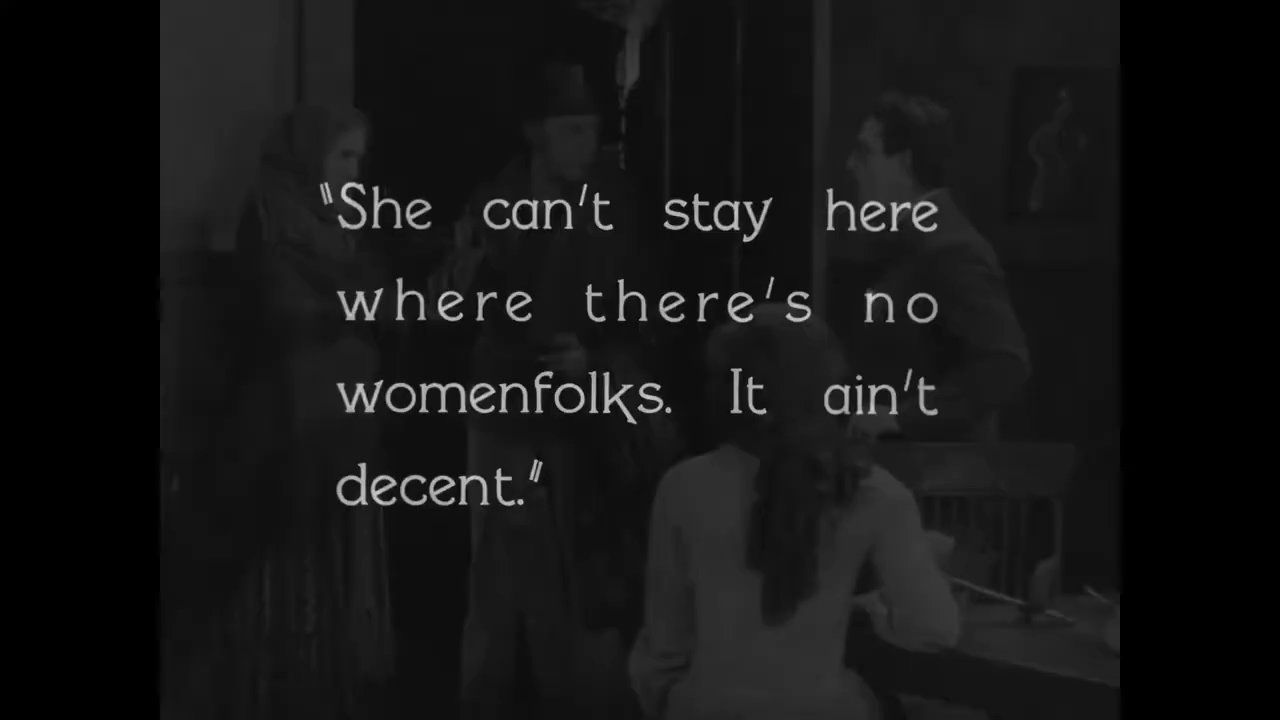 "She can't stay here
where there's no
womenfolks. It ain't
decent."